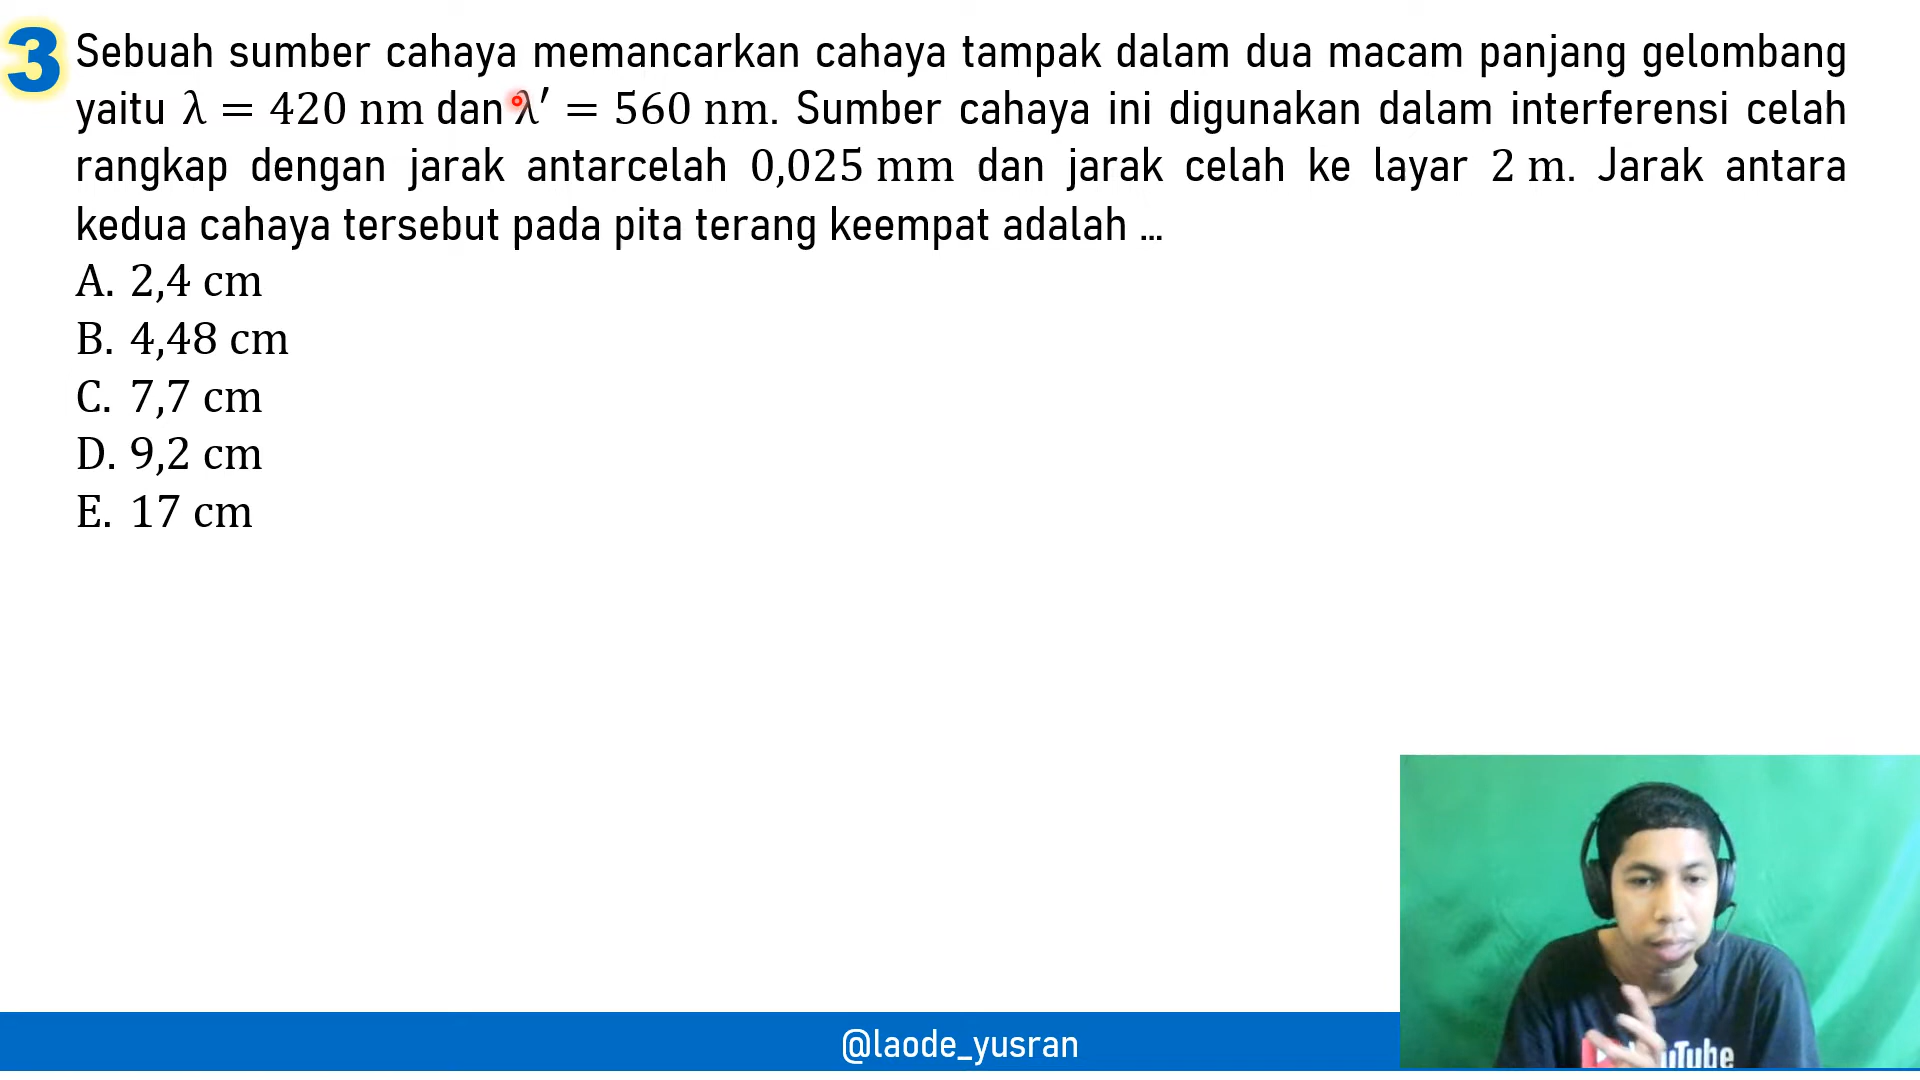 3 Sebuah sumber cahaya memancarkan cahaya tampak dalam dua macam panjang gelombang
yaitu λ = 420 nm dan λ′ = 560 nm. Sumber cahaya ini digunakan dalam interferensi celah
rangkap dengan jarak antarcelah 0,025 mm dan jarak celah ke layar 2 m. Jarak antara
kedua cahaya tersebut pada pita terang keempat adalah ...
A. 2,4 cm
B. 4,48 cm
C. 7,7 cm
D. 9,2 cm
E. 17 cm
@laode_yusran